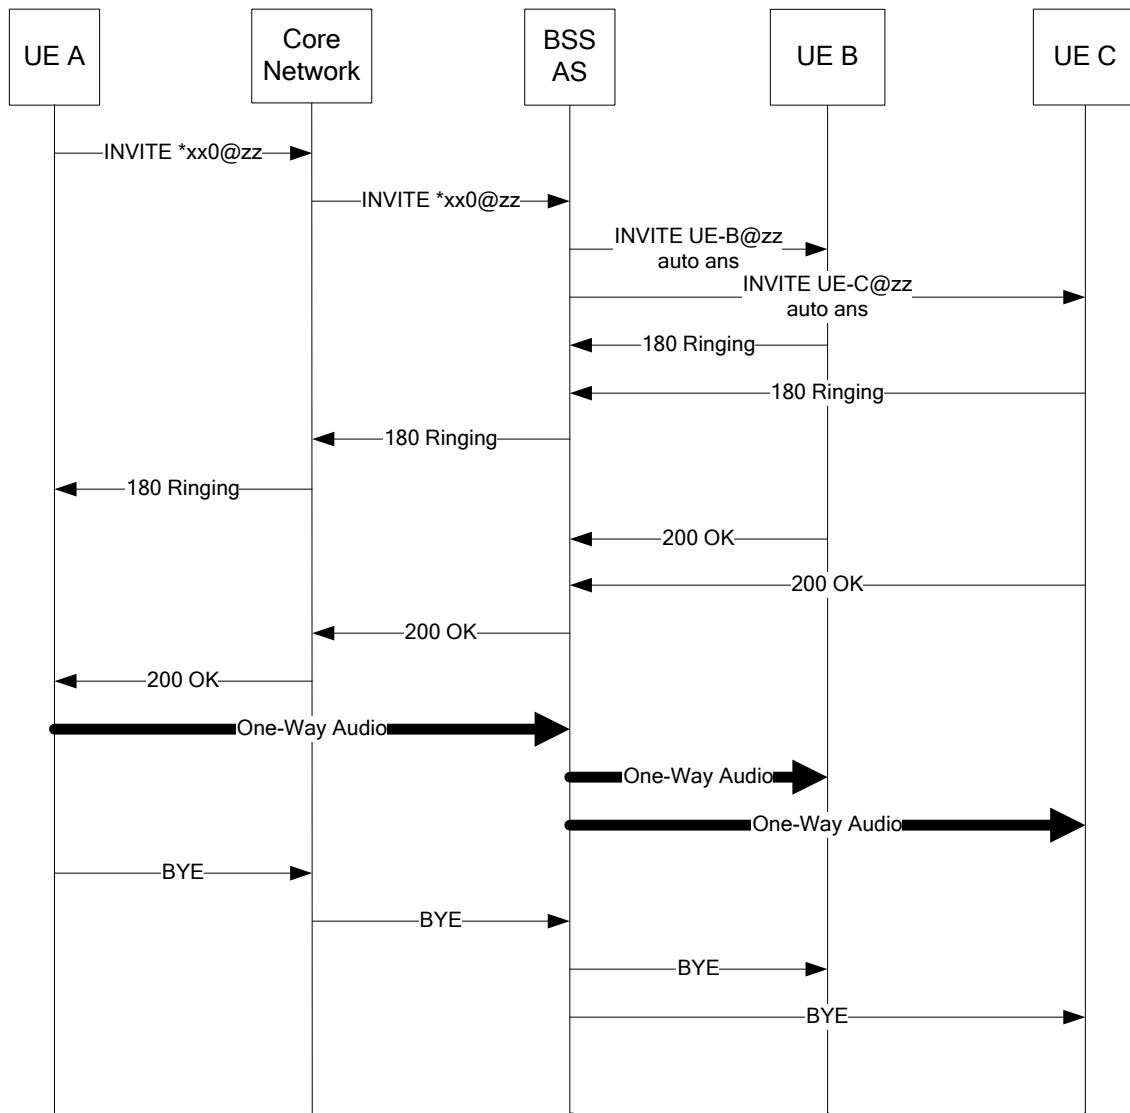 UE A
Core
Network
BSS
AS
UE B
UE C
INVITE *xx0@zz
INVITE *xx0@zz
INVITE UE-B@zz
auto ans
INVITE UE-C@zz
auto ans
180 Ringing
180 Ringing
180 Ringing
180 Ringing
200 OK
200 OK
200 OK
200 OK
One-Way Audio
One-Way Audio
One-Way Audio
BYE
BYE
BYE
BYE